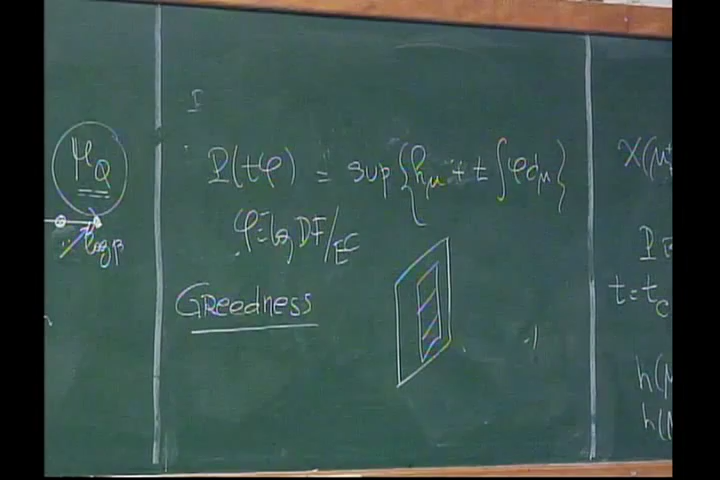 μQ
log β
I
P(tφ) = sup{hμ + t∫φdμ}
φ=log DF/EC
GReedness
X(μ
P
t=tc
h(μ
h(